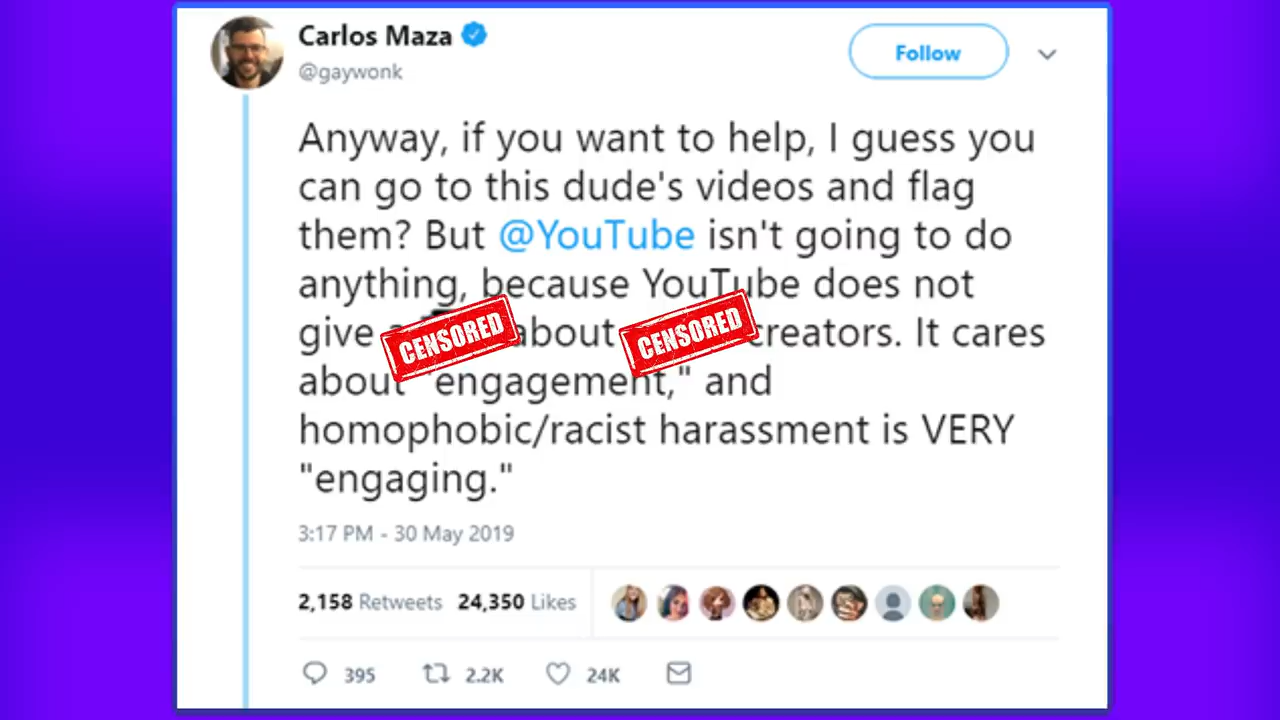 Carlos Maza
@gaywonk
Follow
Anyway, if you want to help, I guess you
can go to this dude's videos and flag
them? But @YouTube isn't going to do
anything, because YouTube does not
give CENSORED about CENSORED creators. It cares
about "engagement," and
homophobic/racist harassment is VERY
"engaging."
3:17 PM - 30 May 2019
2,158 Retweets 24,350 Likes
395 2.2K 24K